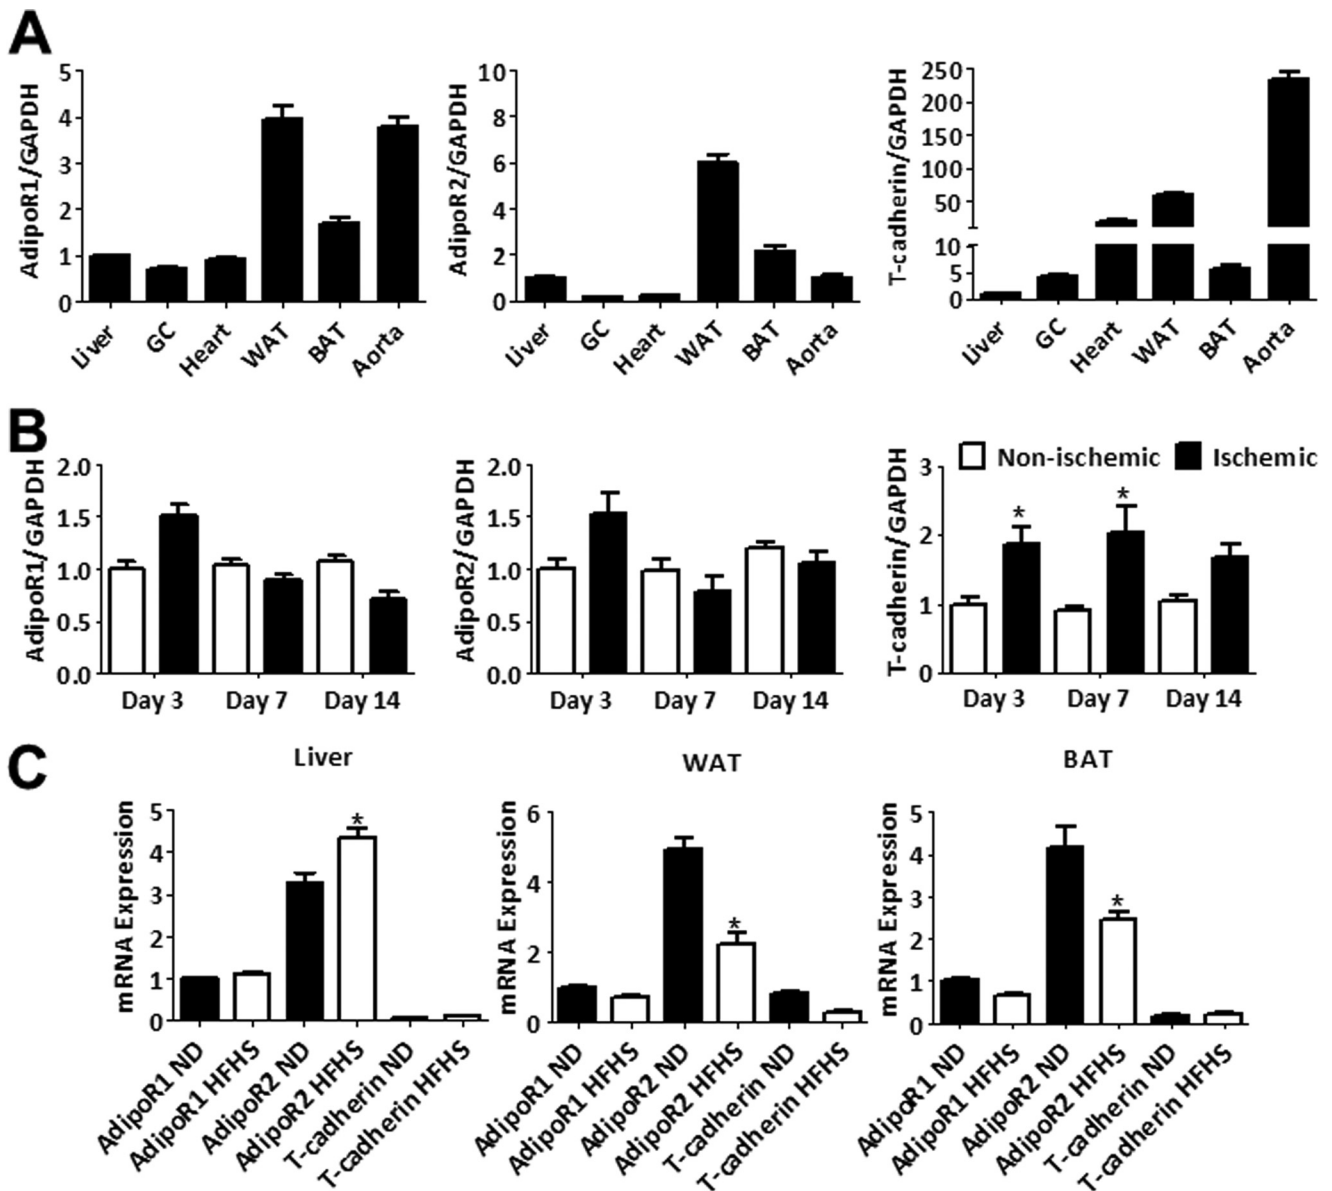 A
AdipoR1/GAPDH
5
4
3
2
1
0
Liver
GC
Heart
WAT
BAT
Aorta
AdipoR2/GAPDH
10
8
6
4
2
0
Liver
GC
Heart
WAT
BAT
Aorta
T-cadherin/GAPDH
250
200
150
100
50
10
5
0
Liver
GC
Heart
WAT
BAT
Aorta
B
AdipoR1/GAPDH
2.0
1.5
1.0
0.5
0.0
Day 3
Day 7
Day 14
AdipoR2/GAPDH
2.0
1.5
1.0
0.5
0.0
Day 3
Day 7
Day 14
Non-ischemic
Ischemic
T-cadherin/GAPDH
3
2
1
0
*
*
Day 3
Day 7
Day 14
C
Liver
mRNA Expression
5
4
3
2
1
0
*
AdipoR1 ND
AdipoR1 HFHS
AdipoR2 ND
AdipoR2 HFHS
T-cadherin ND
T-cadherin HFHS
WAT
mRNA Expression
6
4
2
0
*
AdipoR1 ND
AdipoR1 HFHS
AdipoR2 ND
AdipoR2 HFHS
T-cadherin ND
T-cadherin HFHS
BAT
mRNA Expression
5
4
3
2
1
0
*
AdipoR1 ND
AdipoR1 HFHS
AdipoR2 ND
AdipoR2 HFHS
T-cadherin ND
T-cadherin HFHS